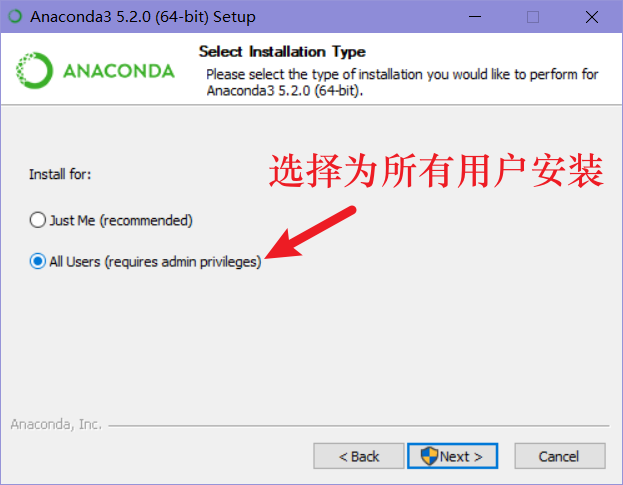 Anaconda3 5.2.0 (64-bit) Setup
ANACONDA
Select Installation Type
Please select the type of installation you would like to perform for
Anaconda3 5.2.0 (64-bit).
Install for:
选择为所有用户安装
Just Me (recommended)
All Users (requires admin privileges)
Anaconda, Inc.
< Back
Next >
Cancel